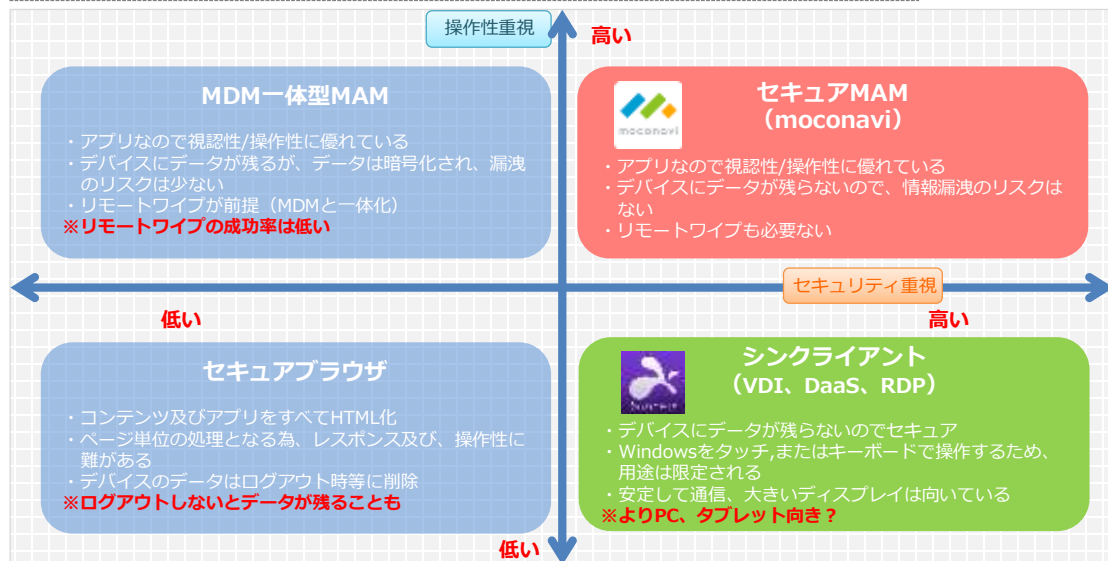 操作性重視
高い
MDM一体型MAM
・アプリなので視認性/操作性に優れている
・デバイスにデータが残るが、データは暗号化され、漏洩
のリスクは少ない
・リモートワイプが前提（MDMと一体化）
※リモートワイプの成功率は低い
moconavi
セキュアMAM
（moconavi）
・アプリなので視認性/操作性に優れている
・デバイスにデータが残らないので、情報漏洩のリスクは
ない
・リモートワイプも必要ない
セキュリティ重視
低い
高い
セキュアブラウザ
・コンテンツ及びアプリをすべてHTML化
・ページ単位の処理となる為、レスポンス及び、操作性に
難がある
・デバイスのデータはログアウト時等に削除
※ログアウトしないとデータが残ることも
シンクライアント
（VDI、DaaS、RDP）
・デバイスにデータが残らないのでセキュア
・Windowsをタッチ,またはキーボードで操作するため、
用途は限定される
・安定して通信、大きいディスプレイは向いている
※よりPC、タブレット向き？
低い